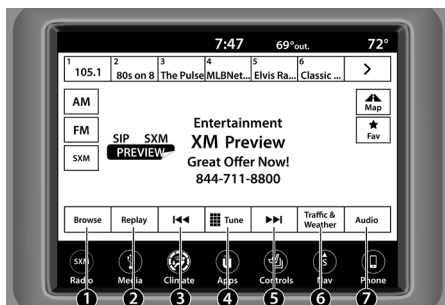 7:47 69°out. 72°
1 105.1
2 80s on 8
3 The Pulse
4 MLBNet...
5 Elvis Ra...
6 Classic ...
>
AM
FM
SXM
SIP SXM
PREVIEW
Entertainment
XM Preview
Great Offer Now!
844-711-8800
Map
Fav
Browse
Replay
Tune
Traffic & Weather
Audio
SXM
S
Radio
Media
Climate
Apps
Controls
Nav
Phone
1 2 3 4 5 6 7